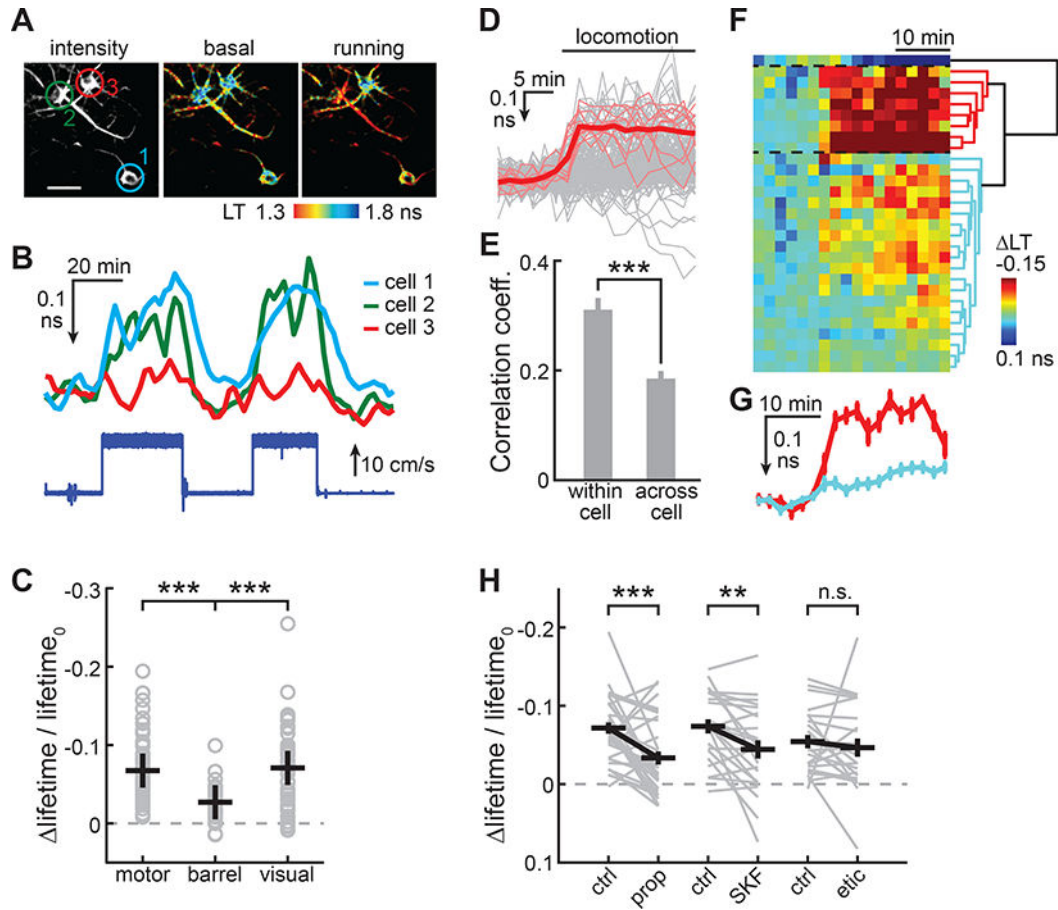 A
intensity
basal
running
1
2
3
LT 1.3
1.8 ns
B
20 min
0.1
ns
cell 1
cell 2
cell 3
10 cm/s
C
***
***
-0.3
-0.2
-0.1
0
Δlifetime / lifetime0
motor
barrel
visual
D
locomotion
5 min
0.1
ns
E
***
0.4
0.2
0
Correlation coeff.
within
cell
across
cell
F
10 min
ΔLT
-0.15
0.1 ns
G
10 min
0.1
ns
H
***
**
n.s.
-0.2
-0.1
0
0.1
Δlifetime / lifetime0
ctrl
prop
ctrl
SKF
ctrl
etic